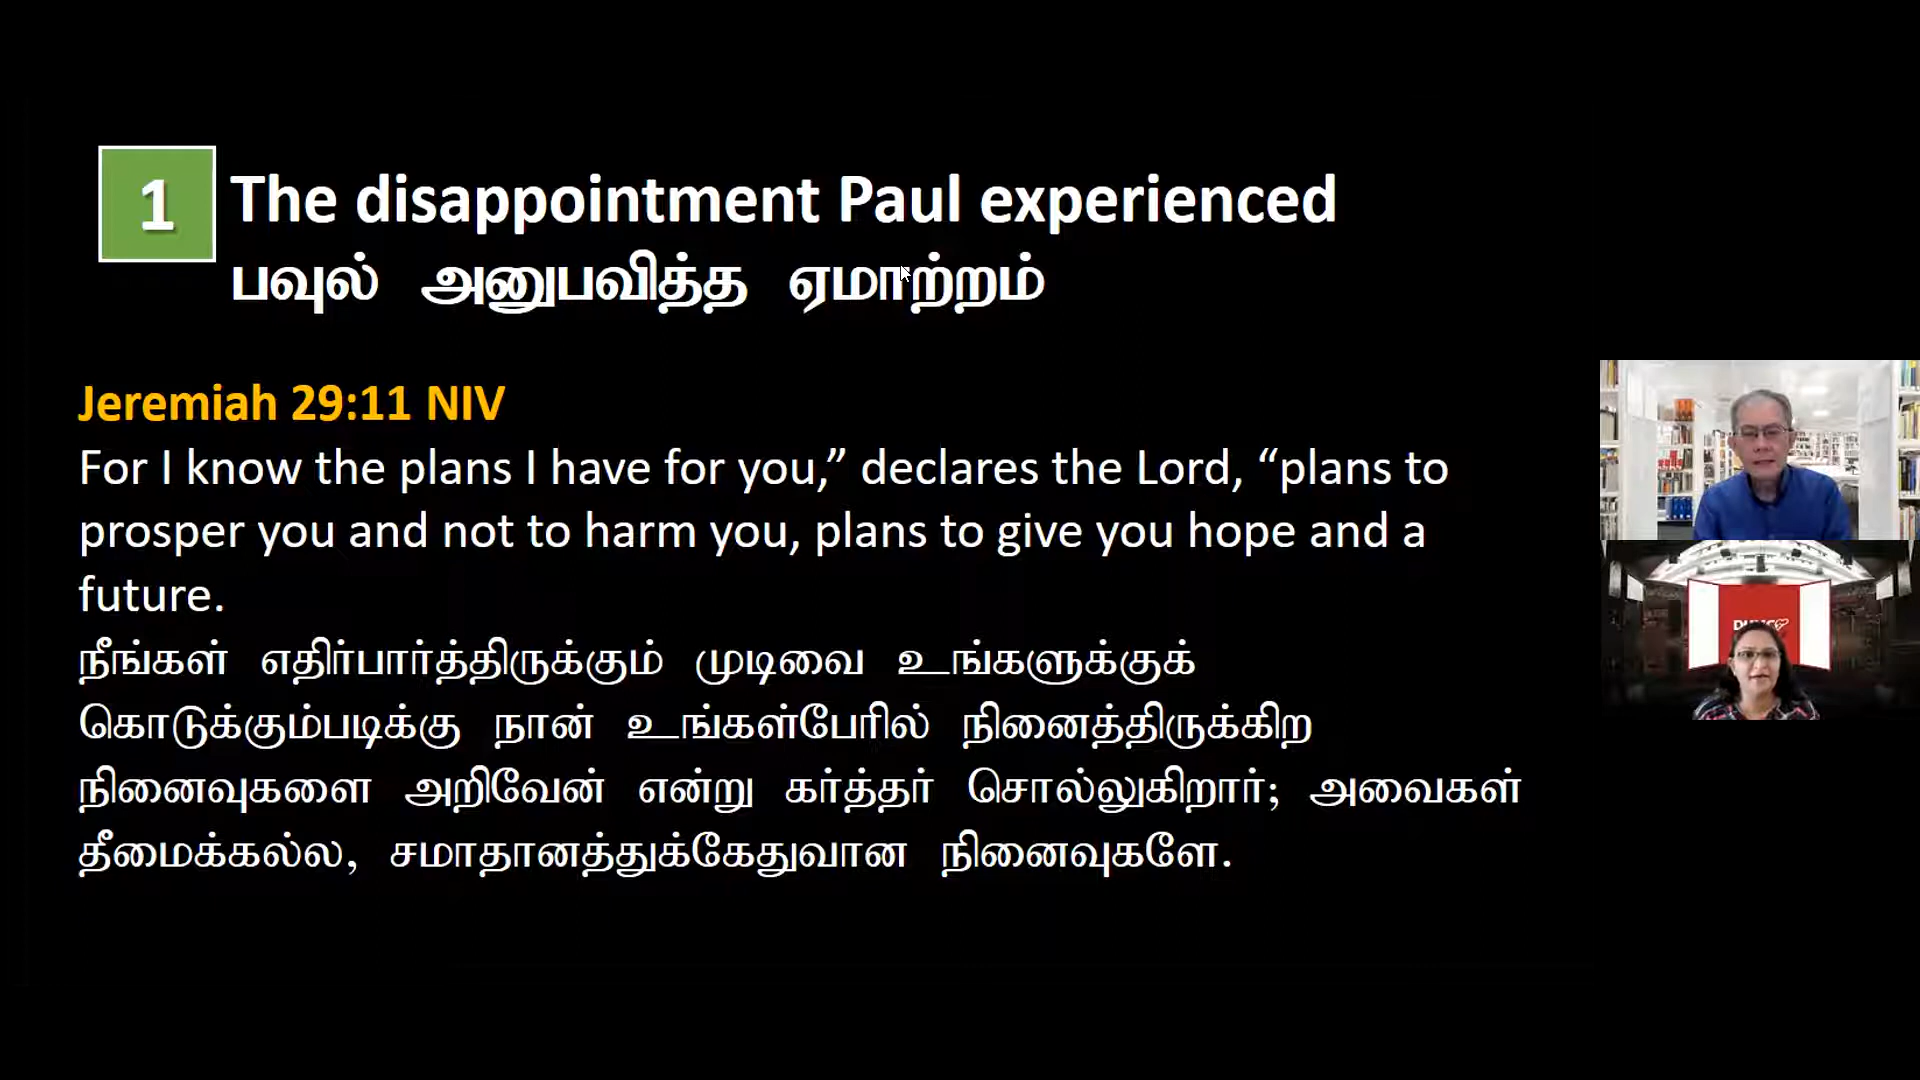 1
The disappointment Paul experienced
பவுல் அனுபவித்த ஏமாற்றம்
Jeremiah 29:11 NIV
For I know the plans I have for you,” declares the Lord, “plans to
prosper you and not to harm you, plans to give you hope and a
future.
நீங்கள் எதிர்பார்த்திருக்கும் முடிவை உங்களுக்குக்
கொடுக்கும்படிக்கு நான் உங்கள்பேரில் நினைத்திருக்கிற
நினைவுகளை அறிவேன் என்று கர்த்தர் சொல்லுகிறார்; அவைகள்
தீமைக்கல்ல, சமாதானத்துக்கேதுவான நினைவுகளே.